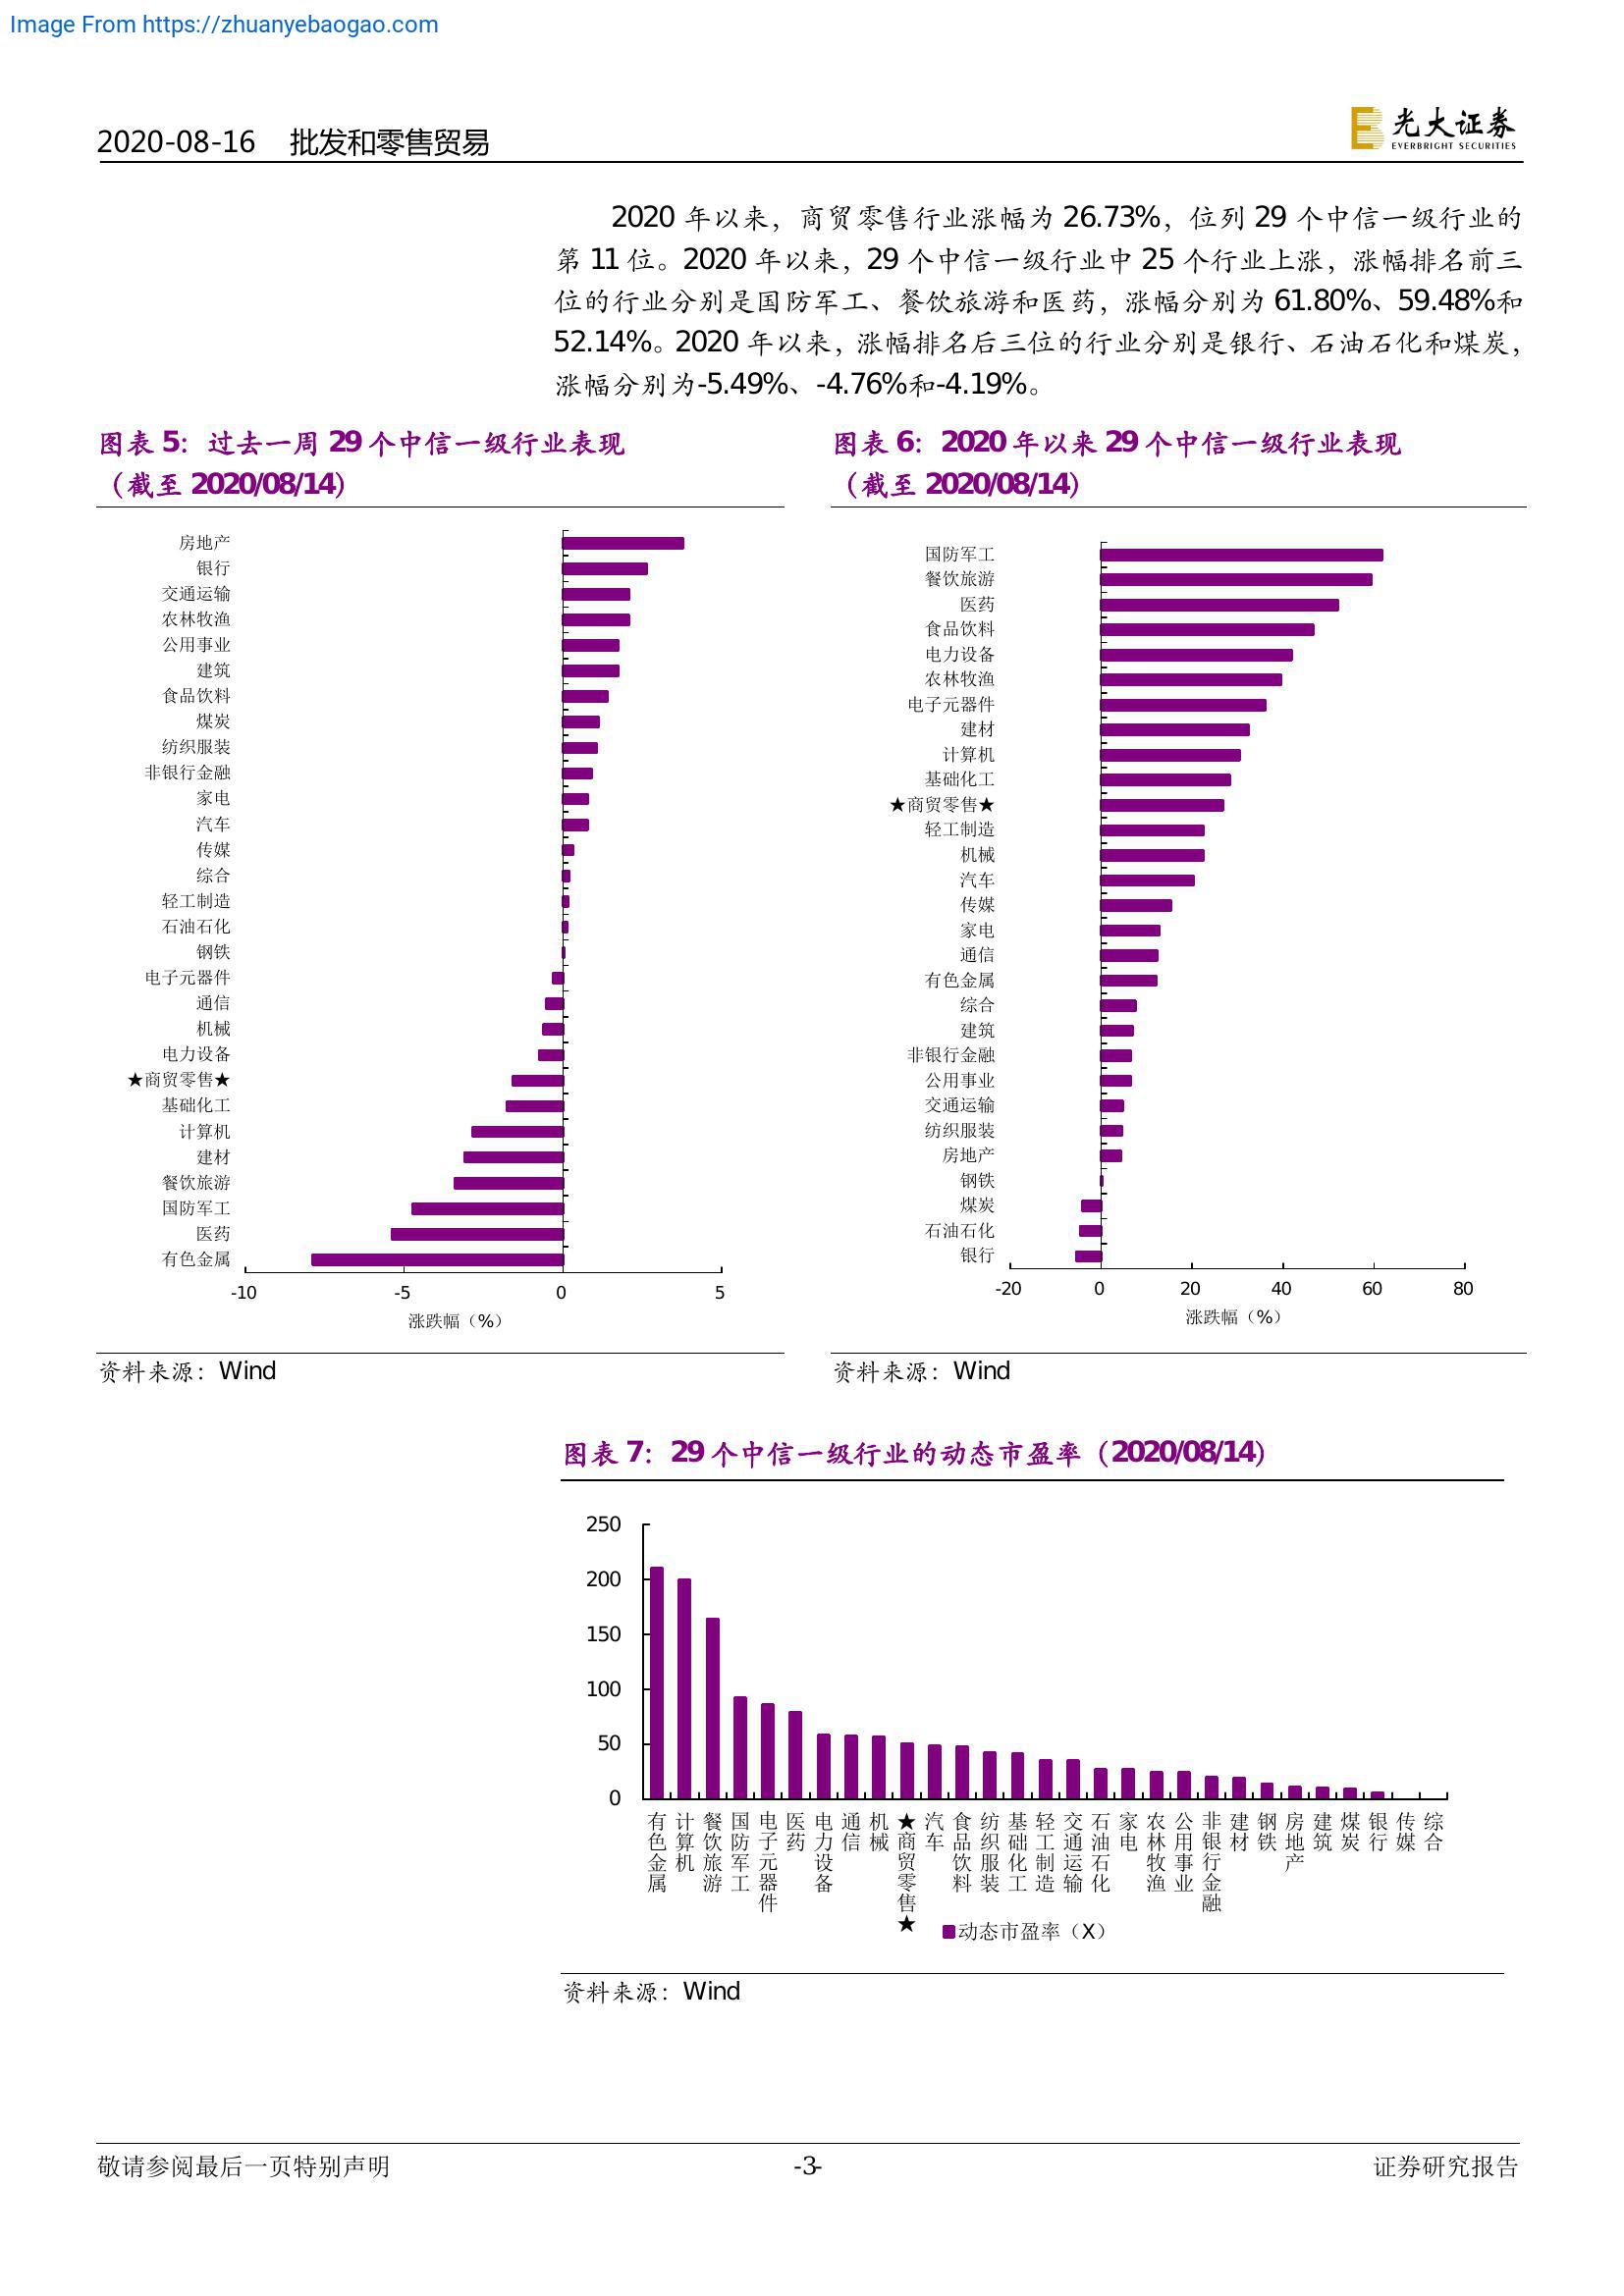 Image From https://zhuanyebaogao.com
2020-08-16 批发和零售贸易
光大证券
EVERBRIGHT SECURITIES
2020 年以来，商贸零售行业涨幅为 26.73%，位列 29 个中信一级行业的
第 11 位。2020 年以来，29 个中信一级行业中 25 个行业上涨，涨幅排名前三
位的行业分别是国防军工、餐饮旅游和医药，涨幅分别为 61.80%、59.48%和
52.14%。2020 年以来，涨幅排名后三位的行业分别是银行、石油石化和煤炭，
涨幅分别为-5.49%、-4.76%和-4.19%。
图表 5：过去一周 29 个中信一级行业表现
（截至 2020/08/14）
房地产
银行
交通运输
农林牧渔
公用事业
建筑
食品饮料
煤炭
纺织服装
非银行金融
家电
汽车
传媒
综合
轻工制造
石油石化
钢铁
电子元器件
通信
机械
电力设备
★商贸零售★
基础化工
计算机
建材
餐饮旅游
国防军工
医药
有色金属
-10 -5 0 5
涨跌幅（%）
资料来源：Wind
图表 6：2020 年以来 29 个中信一级行业表现
（截至 2020/08/14）
国防军工
餐饮旅游
医药
食品饮料
电力设备
农林牧渔
电子元器件
建材
计算机
基础化工
★商贸零售★
轻工制造
机械
汽车
传媒
家电
通信
有色金属
综合
建筑
非银行金融
公用事业
交通运输
纺织服装
房地产
钢铁
煤炭
石油石化
银行
-20 0 20 40 60 80
涨跌幅（%）
资料来源：Wind
图表 7：29 个中信一级行业的动态市盈率（2020/08/14）
250
200
150
100
50
0
有色金属
计算机
餐饮旅游
国防军工
电子元器件
医药
电力设备
通信
机械
★商贸零售★
汽车
食品饮料
纺织服装
基础化工
轻工制造
交通运输
石油石化
家电
农林牧渔
公用事业
非银行金融
建材
钢铁
房地产
建筑
煤炭
银行
传媒
综合
动态市盈率（X）
资料来源：Wind
敬请参阅最后一页特别声明 -3- 证券研究报告